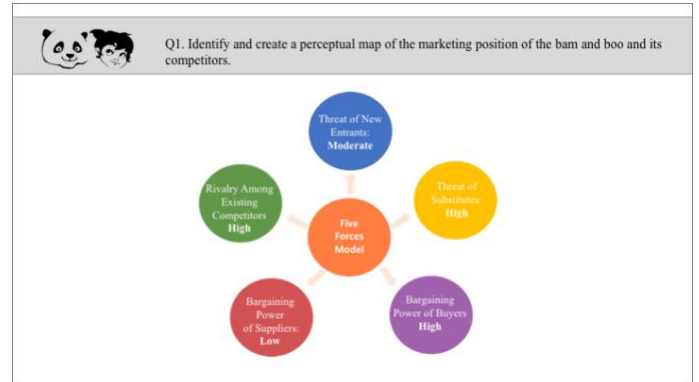 Q1. Identify and create a perceptual map of the marketing position of the bam and boo and its
competitors.
Threat of New
Entrants:
Moderate
Rivalry Among
Existing
Competitors
High
Threat of
Substitutes:
High
Five
Forces
Model
Bargaining
Power
of Suppliers:
Low
Bargaining
Power of Buyers
High